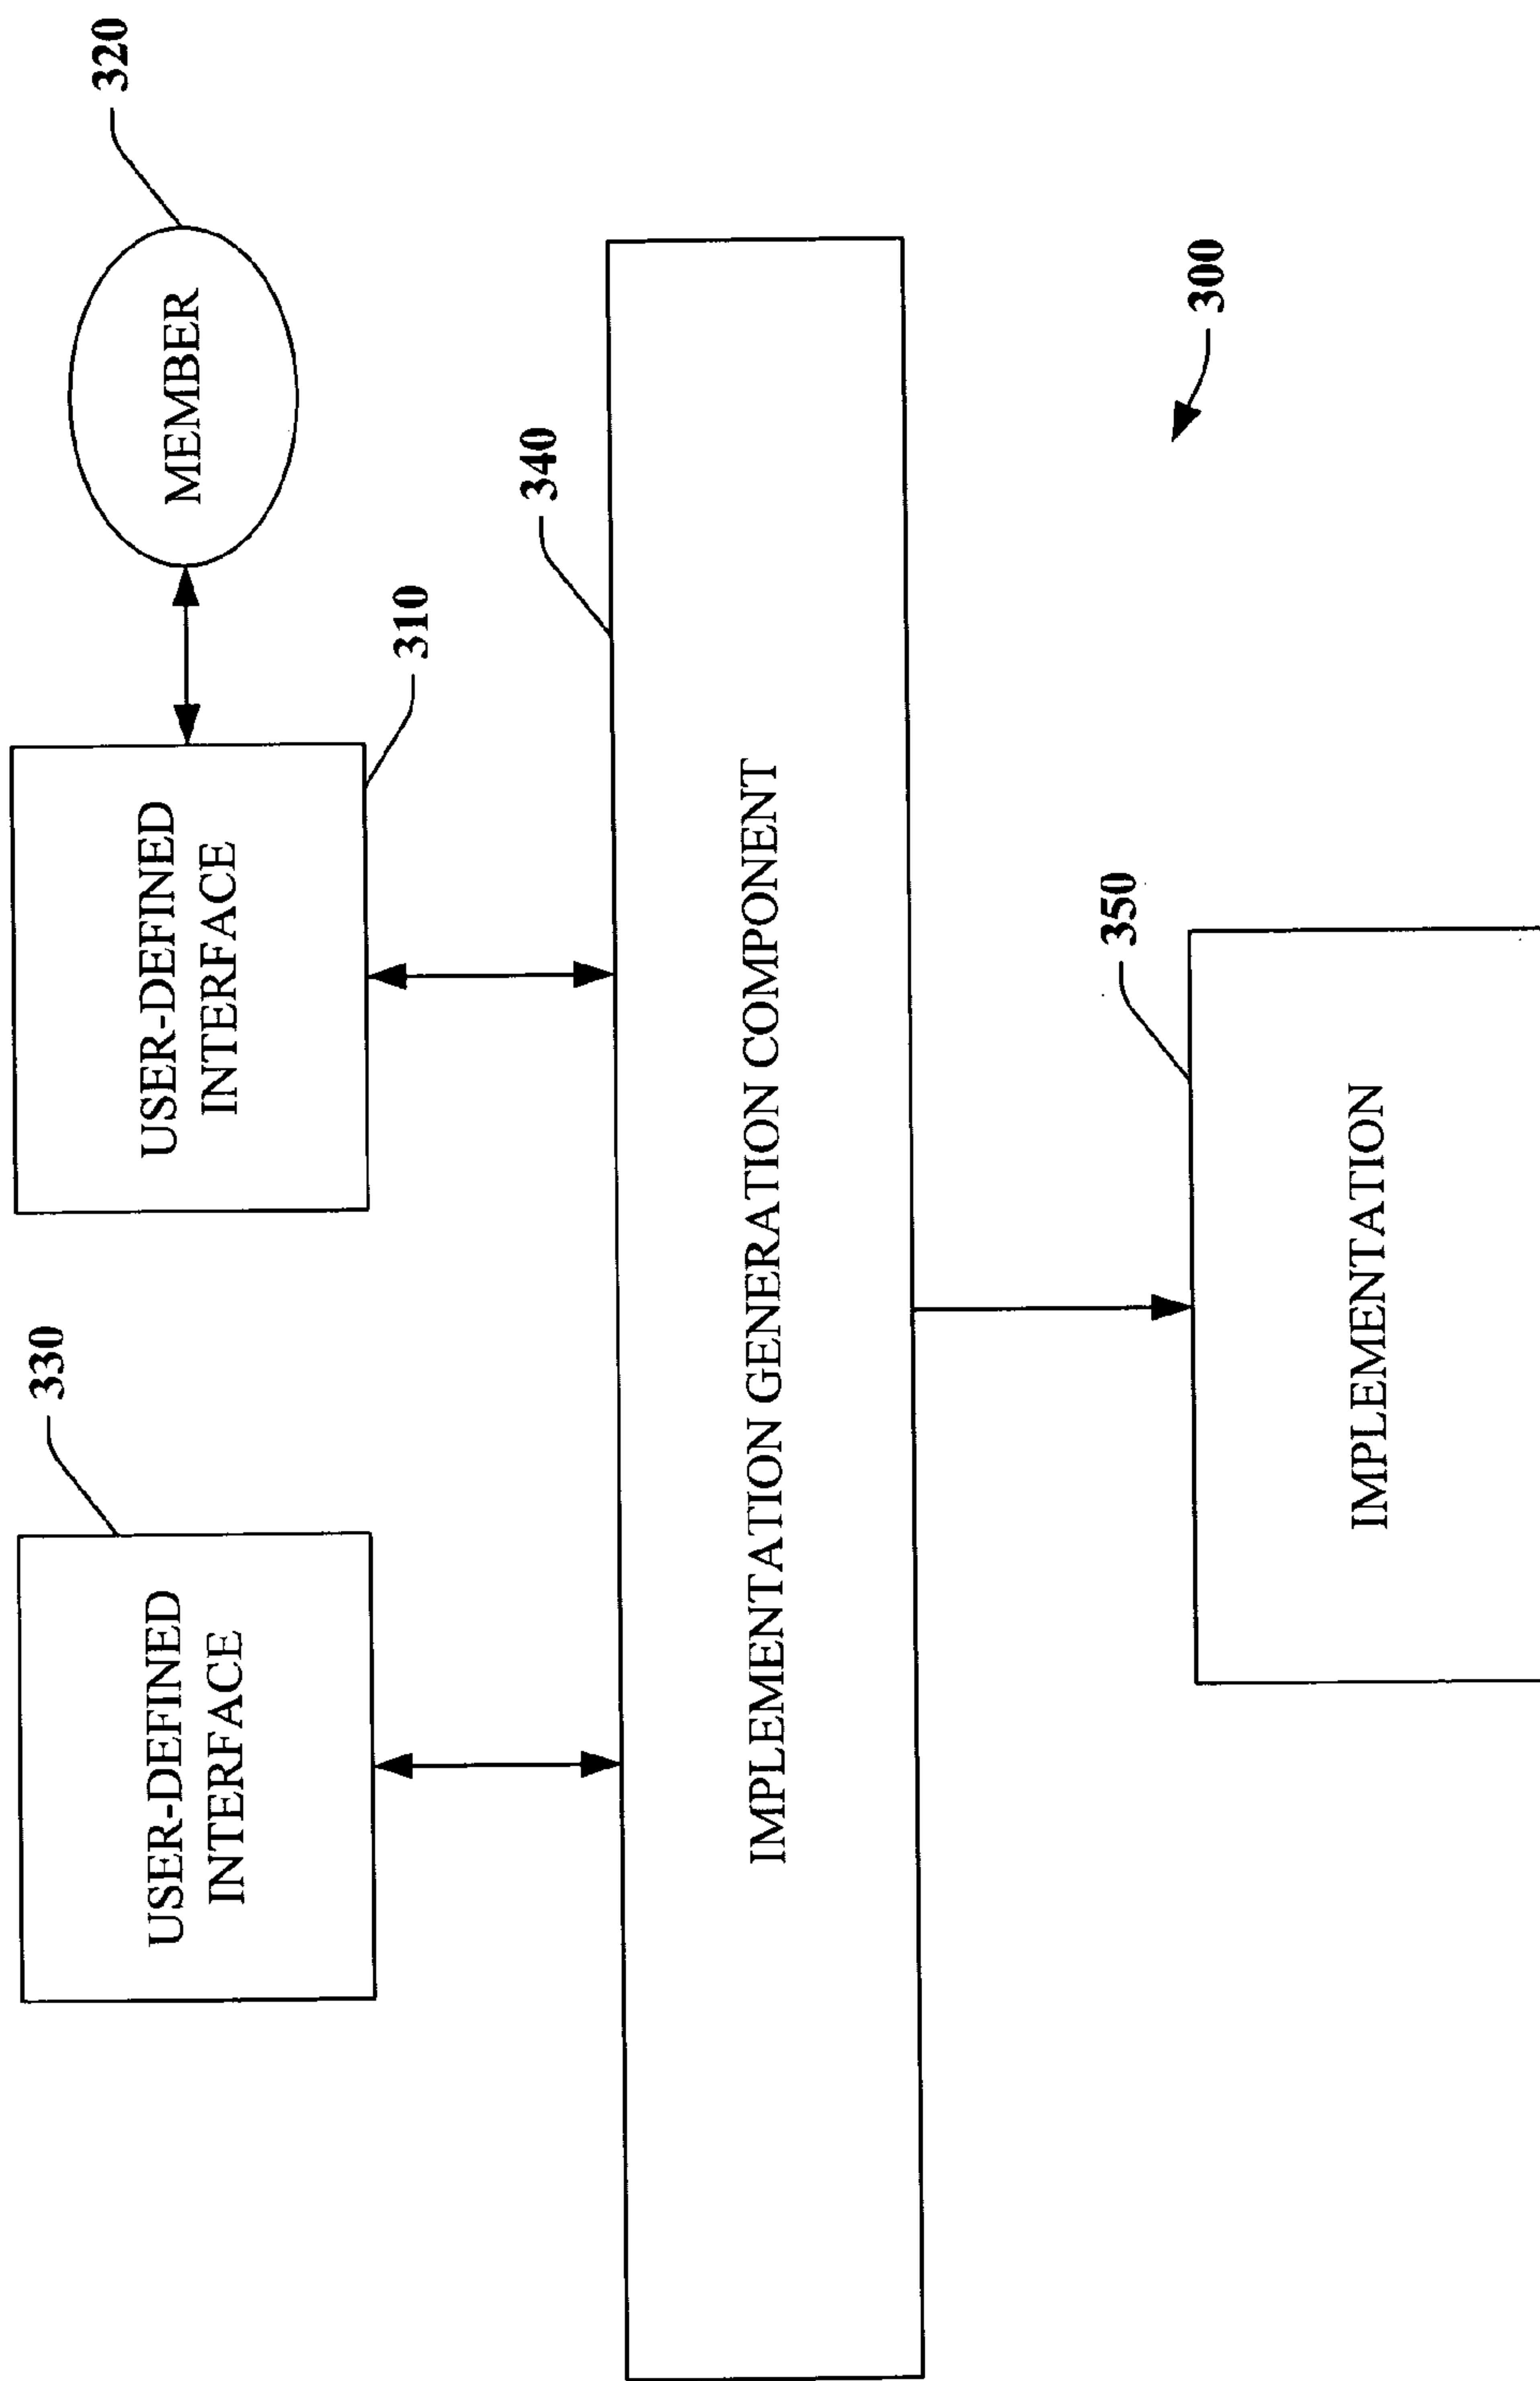 330
USER-DEFINED
INTERFACE
USER-DEFINED
INTERFACE
310
MEMBER
320
340
IMPLEMENTATION GENERATION COMPONENT
350
IMPLEMENTATION
300